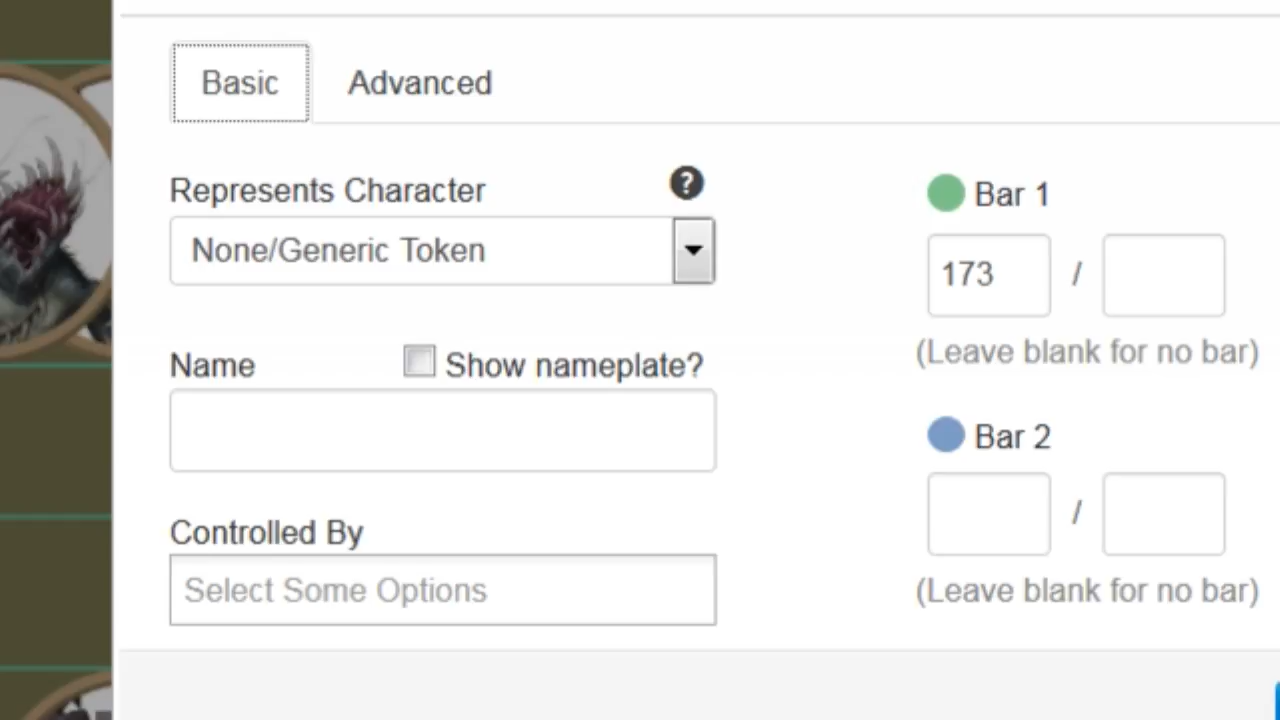 Basic Advanced
Represents Character ?
None/Generic Token
Name Show nameplate?
Controlled By
Select Some Options
Bar 1
173 /
(Leave blank for no bar)
Bar 2
/
(Leave blank for no bar)